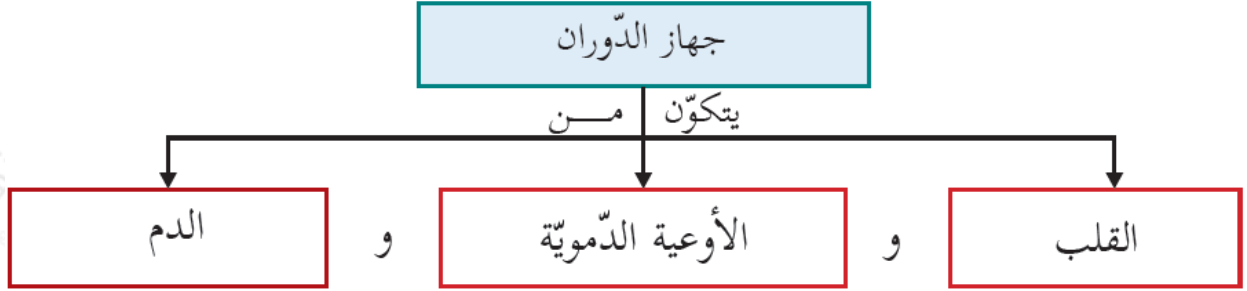 جهاز الدّوران
يتكوّن مـــن
القلب و الأوعية الدّمويّة و الدم